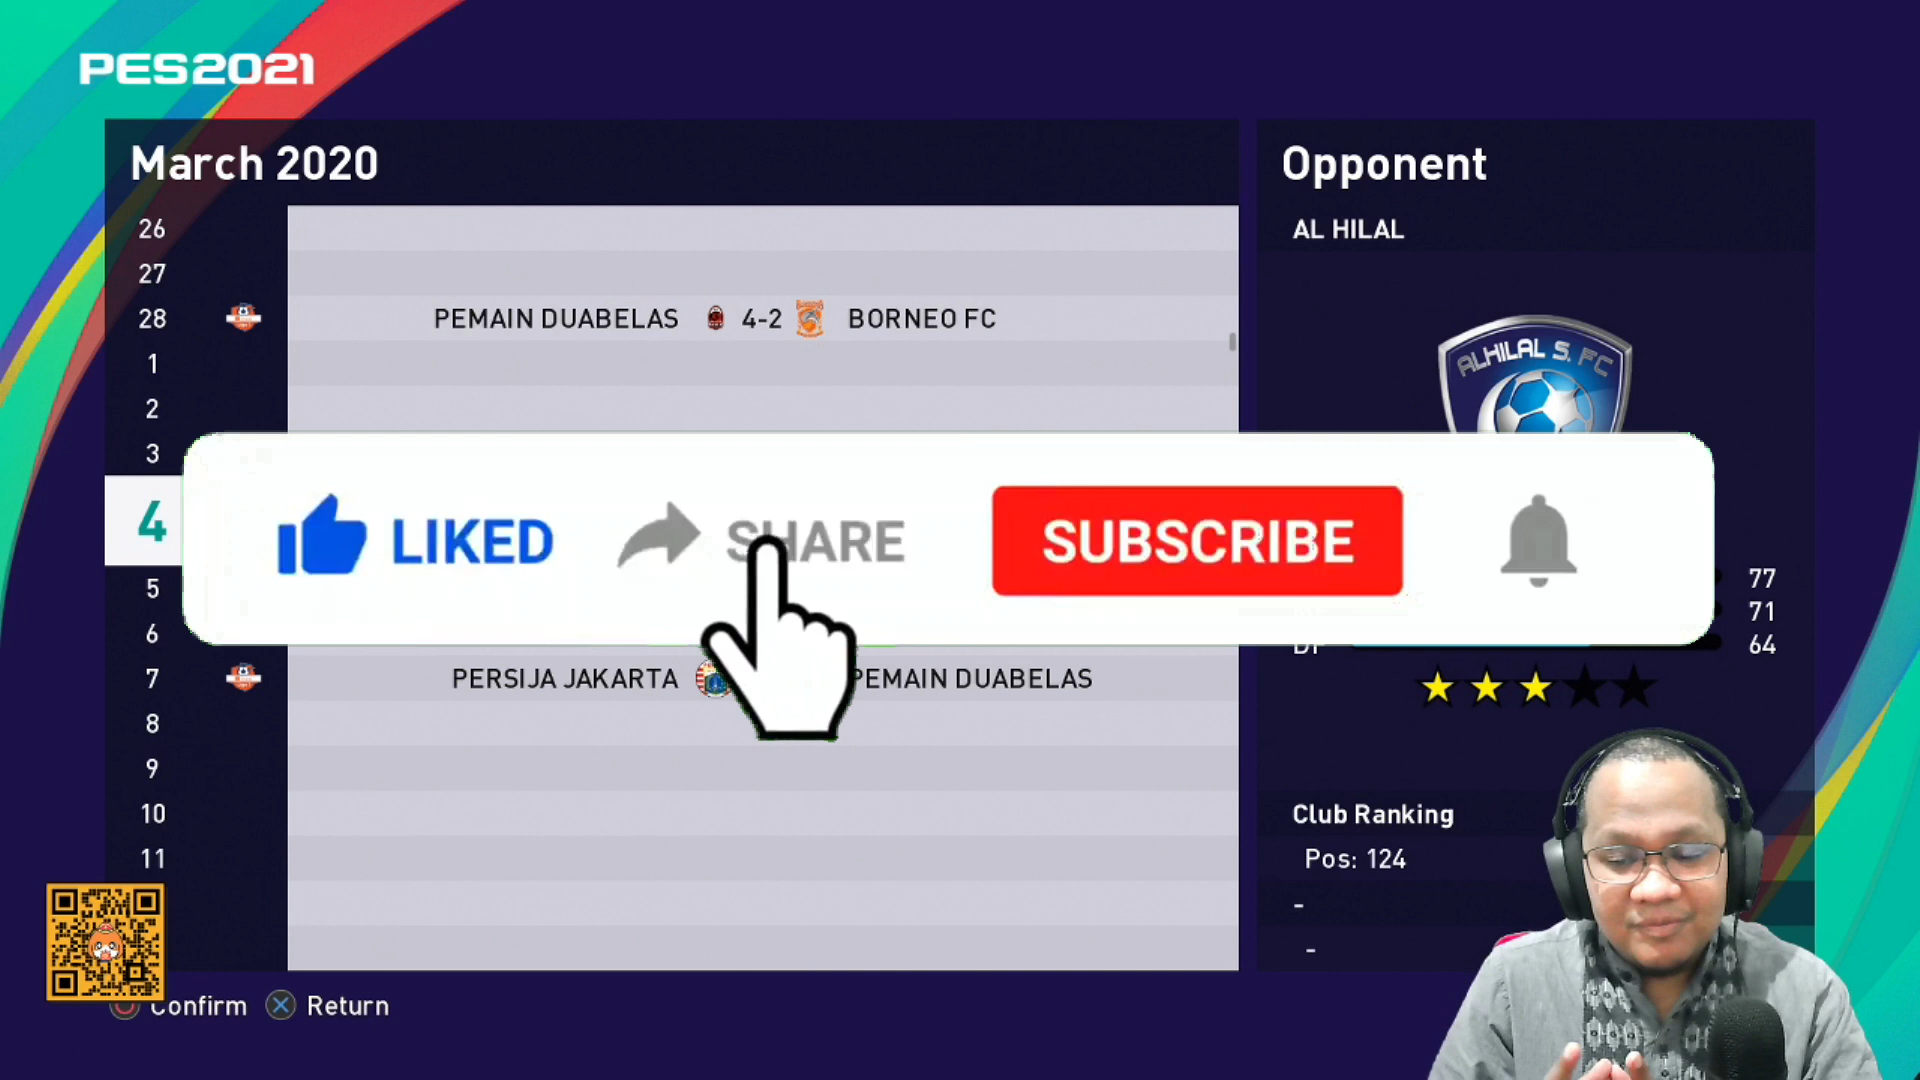 PES2021
March 2020
Opponent
26
AL HILAL
27
28 PEMAIN DUABELAS 4-2 BORNEO FC
1
ALHILAL S. FC
2
3
4
LIKED SHARE SUBSCRIBE
5
77
6
71
64
7 PERSIJA JAKARTA PEMAIN DUABELAS
8
9
10
Club Ranking
11
Pos: 124
-
-
Confirm Return